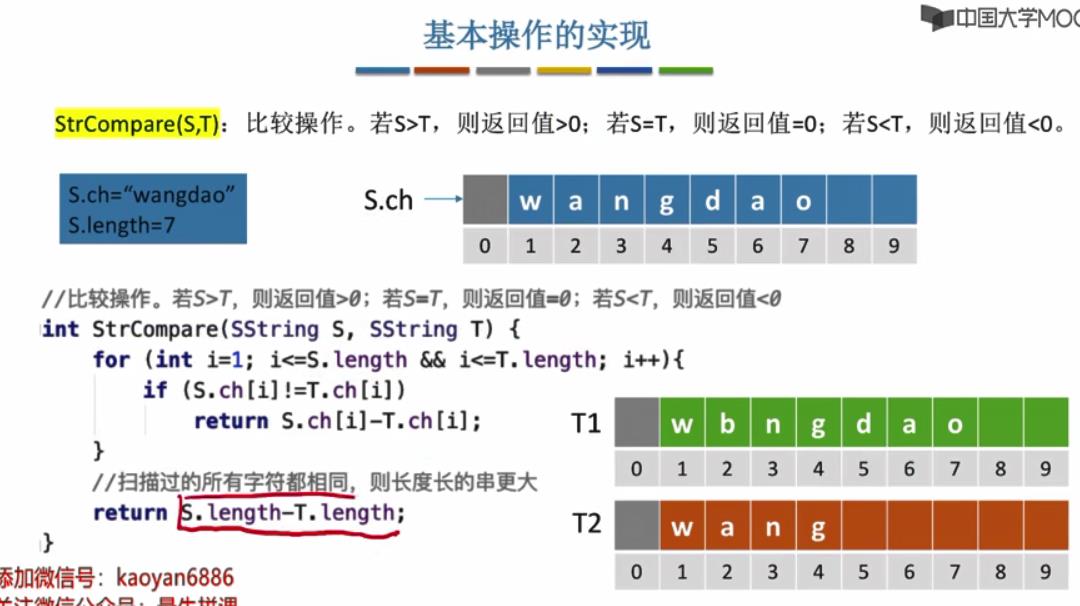 中国大学MOO
基本操作的实现
StrCompare(S,T)：比较操作。若S>T，则返回值>0；若S=T，则返回值=0；若S<T，则返回值<0。
S.ch=“wangdao”
S.length=7
S.ch
w a n g d a o
0 1 2 3 4 5 6 7 8 9
//比较操作。若S>T，则返回值>0；若S=T，则返回值=0；若S<T，则返回值<0
int StrCompare(SString S, SString T) {
for (int i=1; i<=S.length && i<=T.length; i++){
if (S.ch[i]!=T.ch[i])
return S.ch[i]-T.ch[i];
}
//扫描过的所有字符都相同，则长度长的串更大
return S.length-T.length;
}
T1
w b n g d a o
0 1 2 3 4 5 6 7 8 9
T2
w a n g
0 1 2 3 4 5 6 7 8 9
添加微信号：kaoyan6886